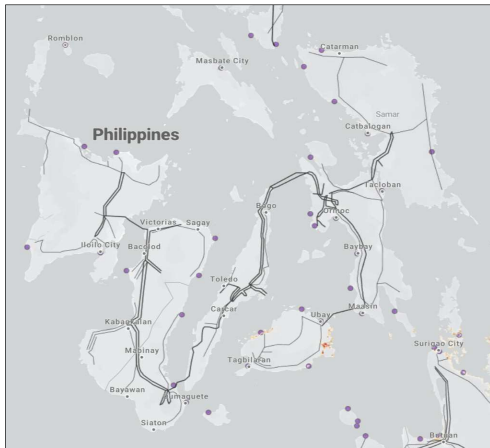 Romblon
Masbate City
Catarman
Samar
Catbalogan
Philippines
Tacloban
Bogo
Ormoc
Victorias
Sagay
Iloilo City
Bacolod
Baybay
Toledo
Carcar
Maasin
Ubay
Kabankalan
Surigao City
Mabinay
Tagbilaran
Bayawan
Dumaguete
Siaton
Butuan